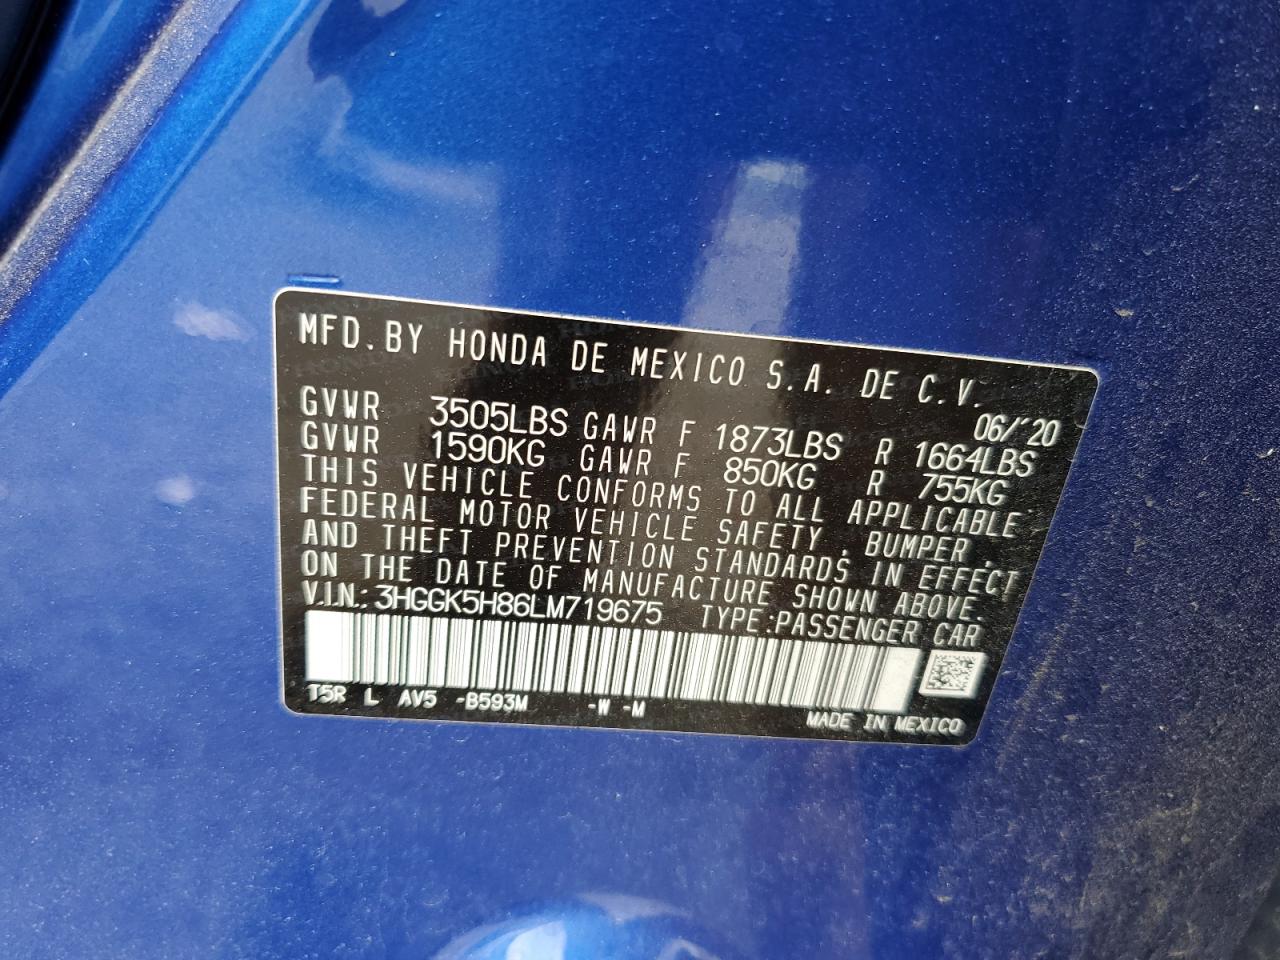 MFD. BY HONDA DE MEXICO S.A. DE C.V.
06/'20
GVWR 3505LBS GAWR F 1873LBS R 1664LBS
GVWR 1590KG GAWR F 850KG R 755KG
THIS VEHICLE CONFORMS TO ALL APPLICABLE
FEDERAL MOTOR VEHICLE SAFETY, BUMPER,
AND THEFT PREVENTION STANDARDS IN EFFECT
ON THE DATE OF MANUFACTURE SHOWN ABOVE.
V.I.N.: 3HGGK5H86LM719675 TYPE:PASSENGER CAR
T5R L AV5 -B593M -W -M
MADE IN MEXICO